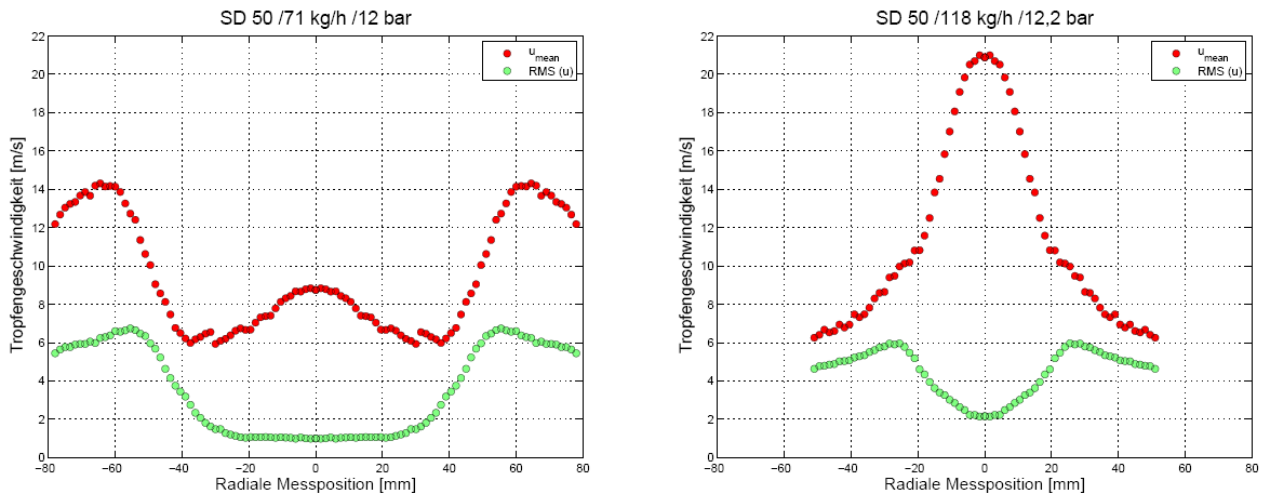 SD 50 /71 kg/h /12 bar
22
20
18
16
14
12
10
8
6
4
2
0
Tropfengeschwindigkeit [m/s]
u mean
RMS (u)
−80 −60 −40 −20 0 20 40 60 80
Radiale Messposition [mm]
SD 50 /118 kg/h /12,2 bar
22
20
18
16
14
12
10
8
6
4
2
0
Tropfengeschwindigkeit [m/s]
u mean
RMS (u)
−80 −60 −40 −20 0 20 40 60 80
Radiale Messposition [mm]